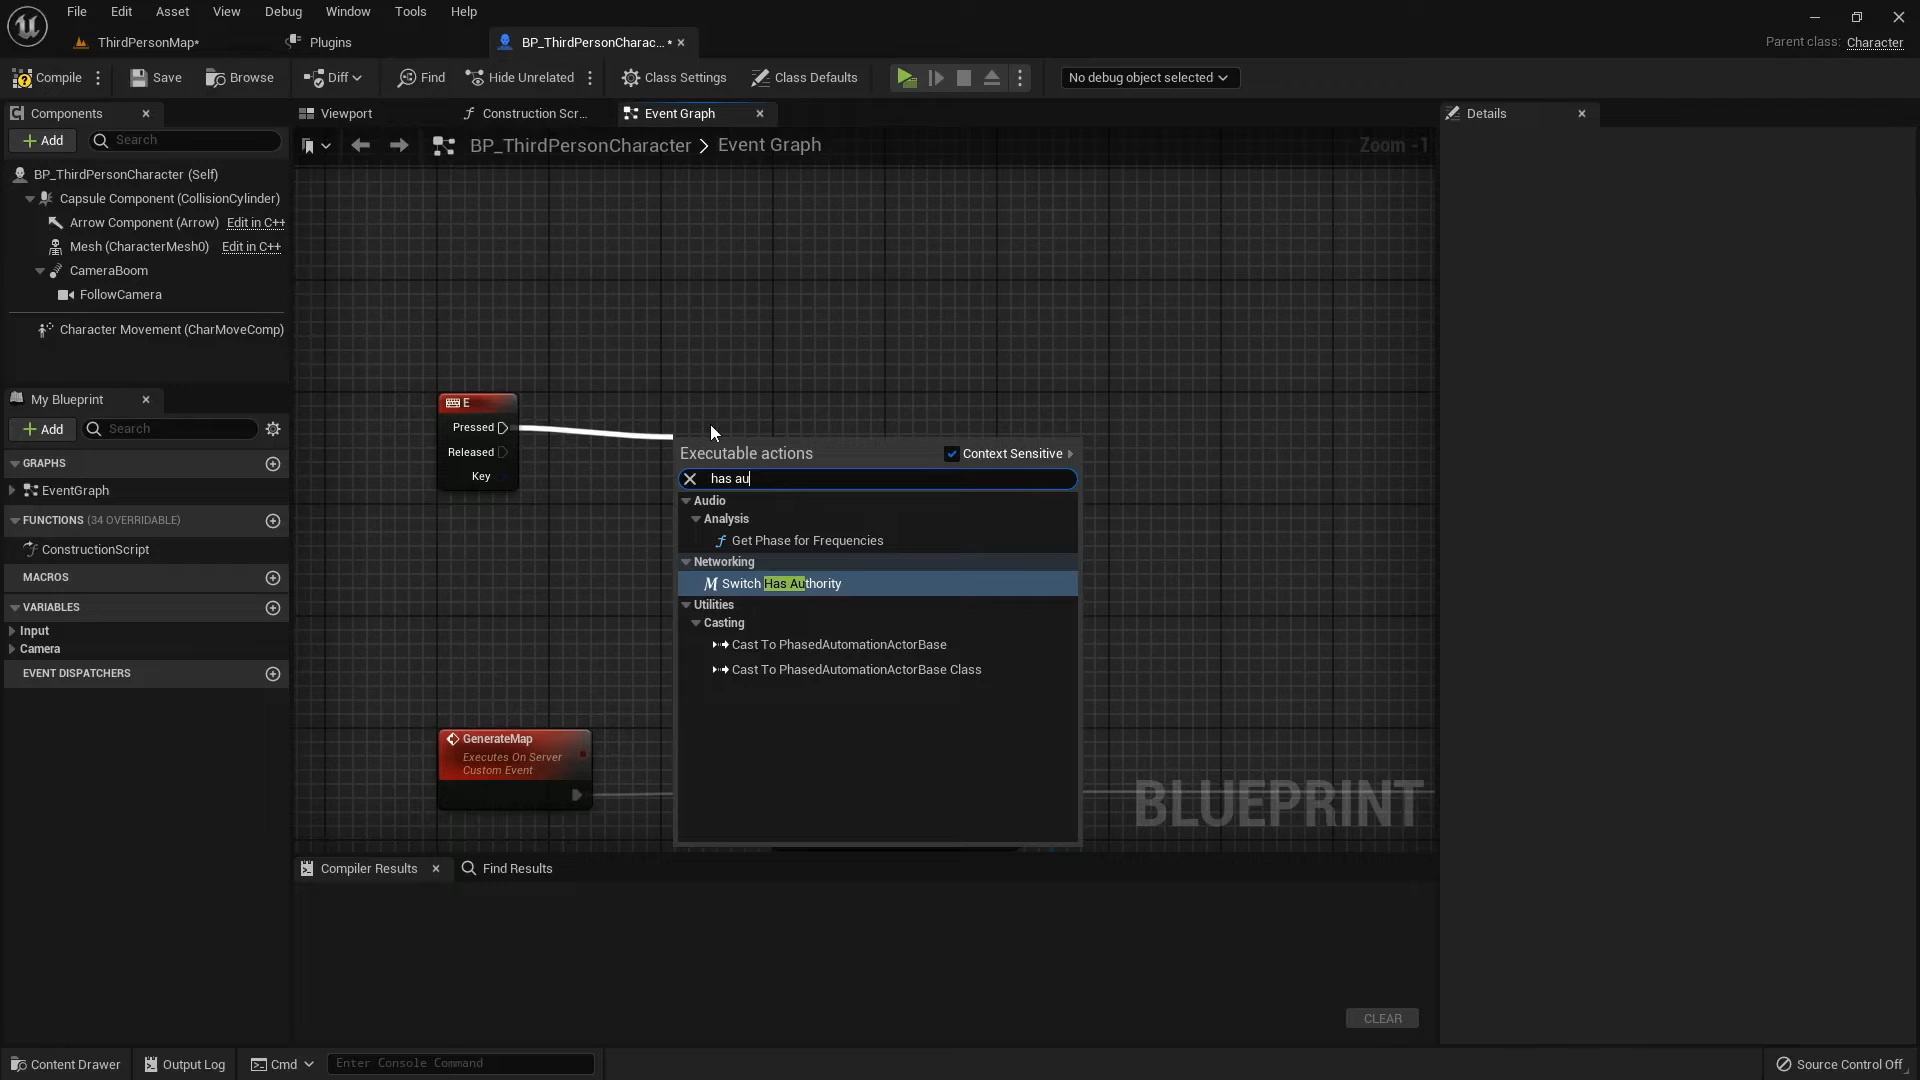 File Edit Asset View Debug Window Tools Help
ThirdPersonMap* Plugins BP_ThirdPersonCharac... *
Parent class: Character
Compile Save Browse Diff Find Hide Unrelated Class Settings Class Defaults No debug object selected
Components
Viewport Construction Scr... Event Graph
Details
Add Search
BP_ThirdPersonCharacter > Event Graph
Zoom -1
BP_ThirdPersonCharacter (Self)
Capsule Component (CollisionCylinder)
Arrow Component (Arrow) Edit in C++
Mesh (CharacterMesh0) Edit in C++
CameraBoom
FollowCamera
Character Movement (CharMoveComp)
My Blueprint
Add Search
GRAPHS
EventGraph
FUNCTIONS (34 OVERRIDABLE)
ConstructionScript
MACROS
VARIABLES
Input
Camera
EVENT DISPATCHERS
E
Pressed
Released
Key
GenerateMap
Executes On Server
Custom Event
Executable actions Context Sensitive
has au
Audio
Analysis
Get Phase for Frequencies
Networking
Switch Has Authority
Utilities
Casting
Cast To PhasedAutomationActorBase
Cast To PhasedAutomationActorBase Class
BLUEPRINT
Compiler Results Find Results
CLEAR
Content Drawer Output Log Cmd Enter Console Command
Source Control Off